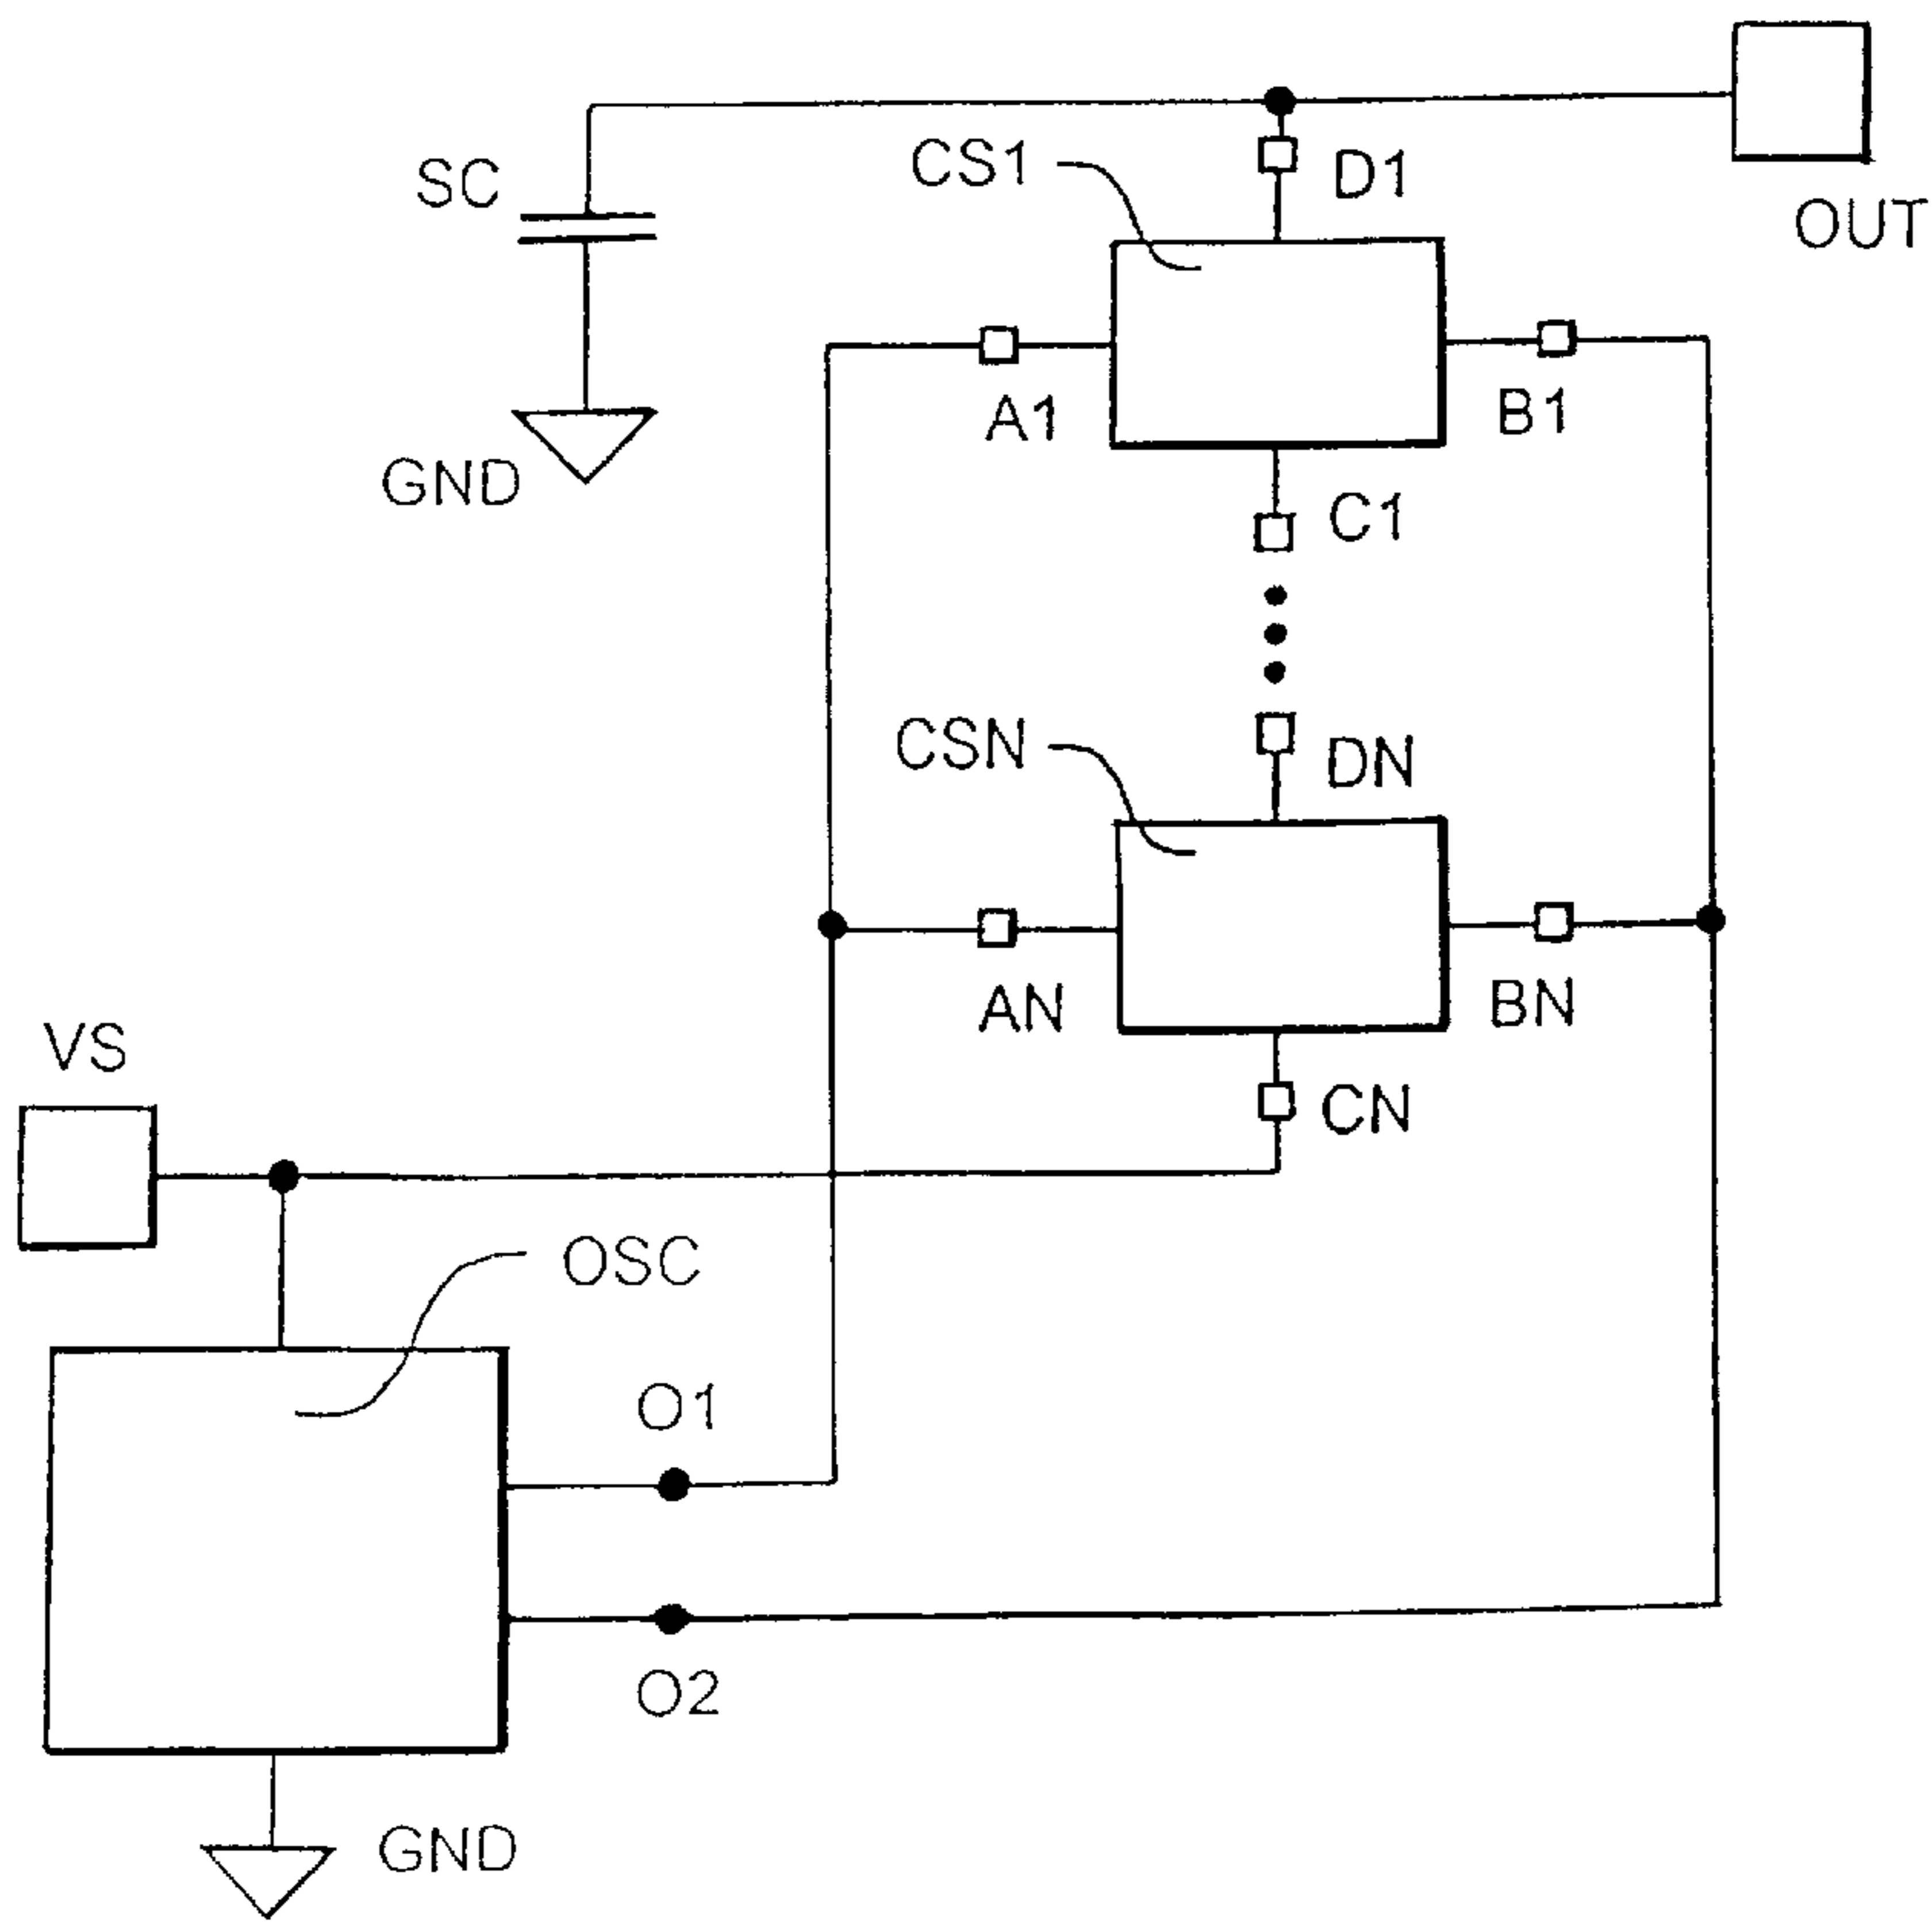 CS1
D1
SC
OUT
A1
B1
GND
C1
CSN
DN
AN
BN
VS
CN
OSC
O1
O2
GND